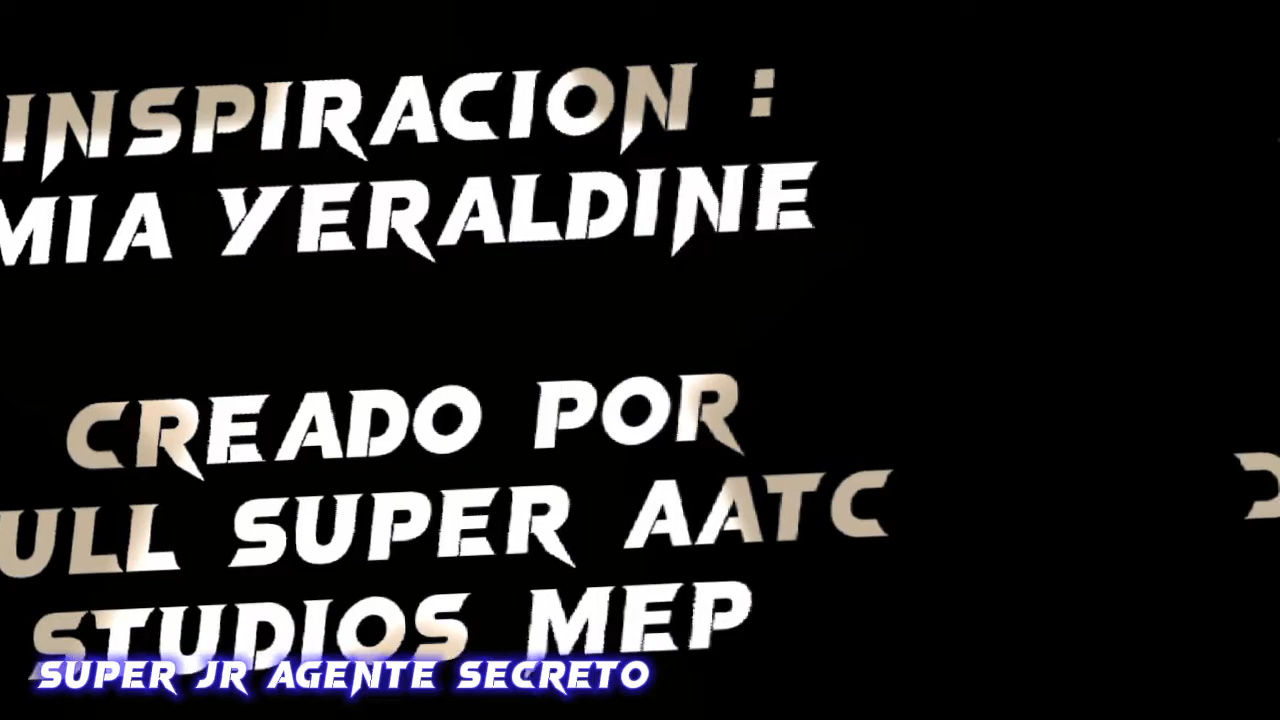 INSPIRACION :
MIA YERALDINE
CREADO POR
ULL SUPER AATC
STUDIOS MEP
SUPER JR AGENTE SECRETO